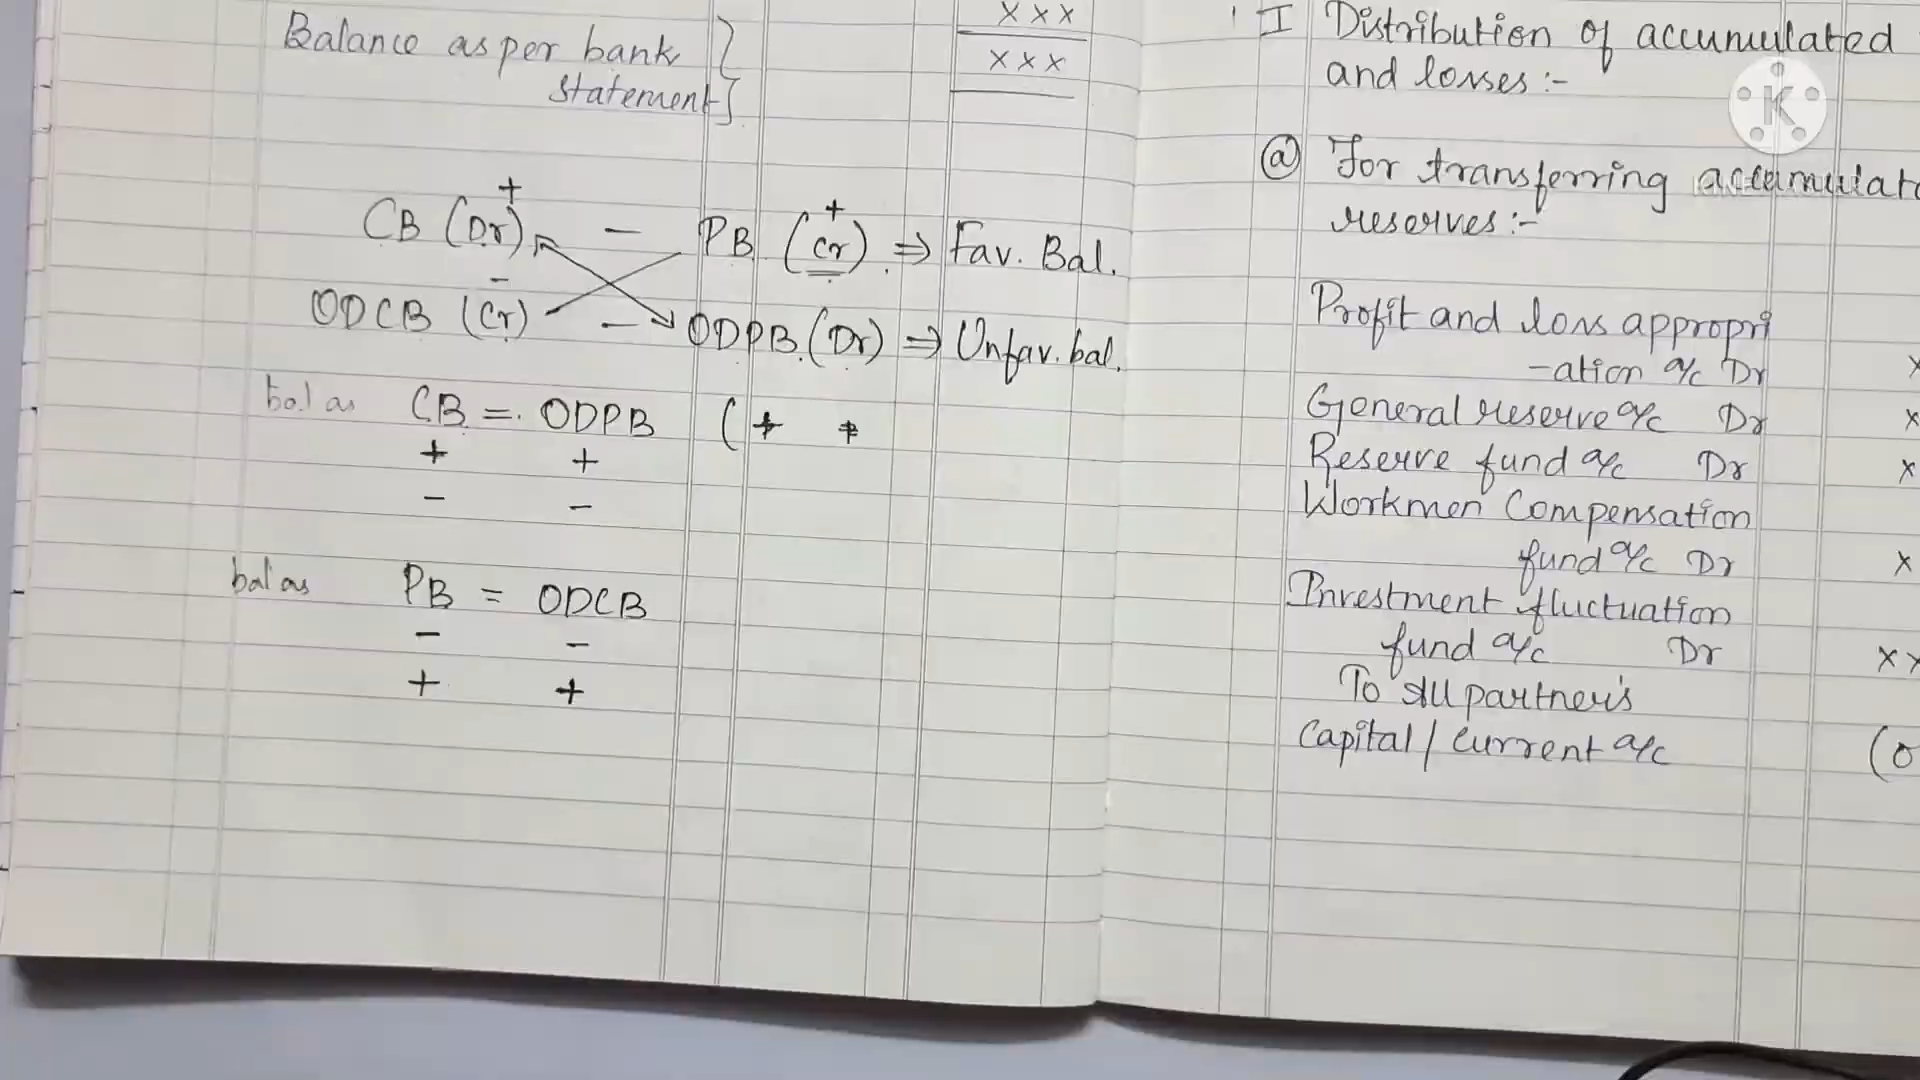 Balance as per bank
statement
x x x
x x x
CB (Dr) + – PB (Cr) + ⇒ Fav. Bal.
ODCB (Cr) - – ODPB (Dr) ⇒ Unfav. bal.
bal as CB = ODPB ( + +
+ +
– –
bal as PB = ODCB
– –
+ +
I Distribution of accumulated
and losses :-
K
(a) For transferring accumulate
reserves :-
Profit and loss appropri
-ation a/c Dr x
General reserve a/c Dr x
Reserve fund a/c Dr x
Workmen Compensation
fund a/c Dr x
Investment fluctuation
fund a/c Dr x x
To All partner's
Capital / Current a/c (O